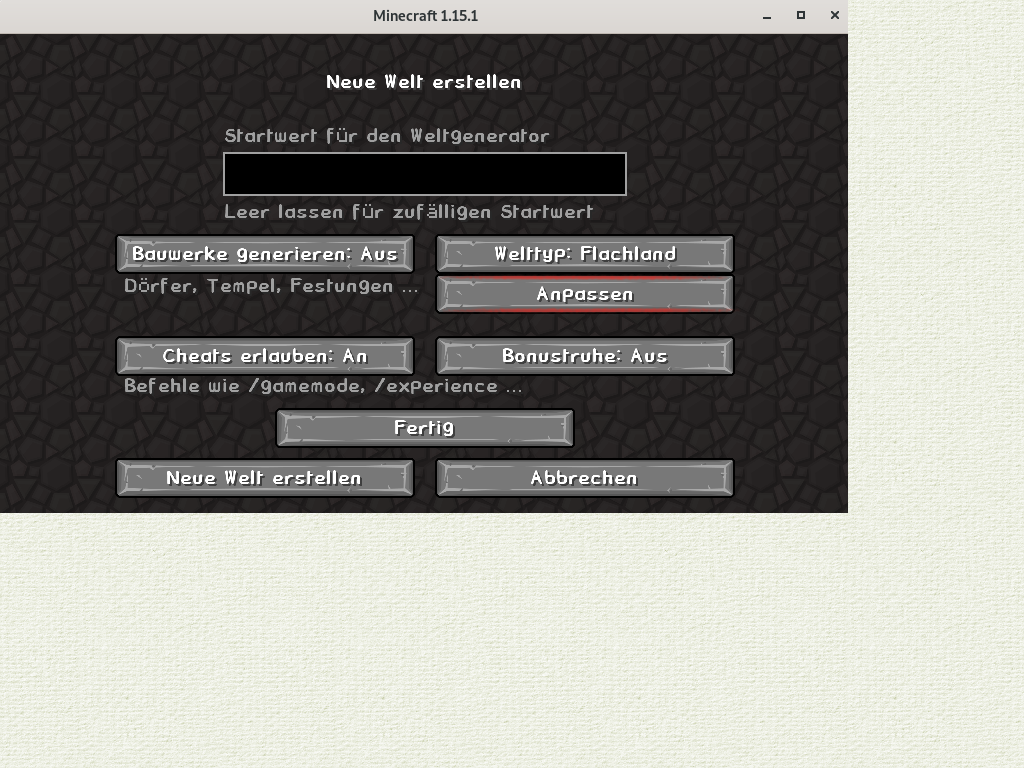 Minecraft 1.15.1
Neue Welt erstellen
Startwert für den Weltgenerator
Leer lassen für zufälligen Startwert
Bauwerke generieren: Aus
Welttyp: Flachland
Dörfer, Tempel, Festungen ...
Anpassen
Cheats erlauben: An
Bonustruhe: Aus
Befehle wie /gamemode, /experience ...
Fertig
Neue Welt erstellen
Abbrechen